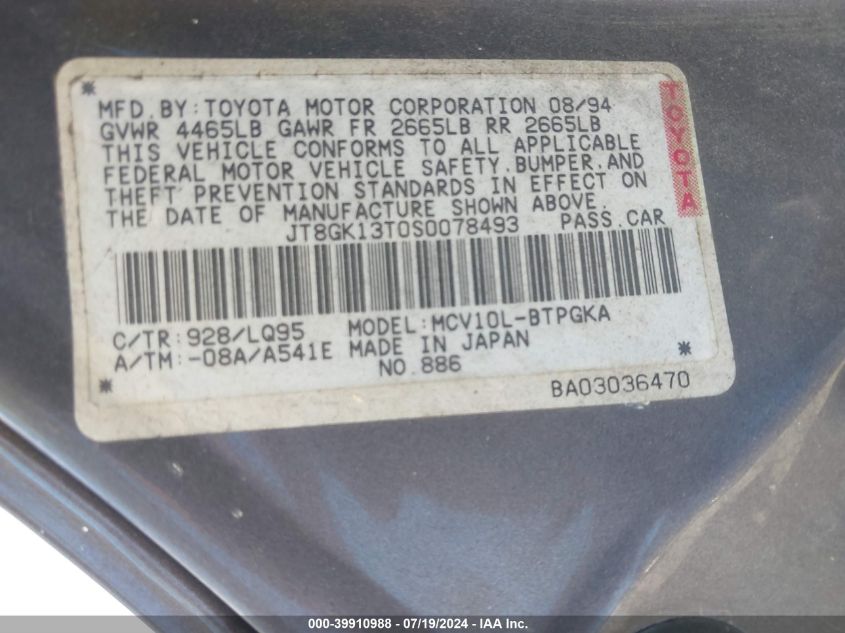 MFD.BY:TOYOTA MOTOR CORPORATION 08/94
GVWR 4465LB GAWR FR 2665LB RR 2665LB
THIS VEHICLE CONFORMS TO ALL APPLICABLE
FEDERAL MOTOR VEHICLE SAFETY.BUMPER.AND
THEFT PREVENTION STANDARDS IN EFFECT ON
THE DATE OF MANUFACTURE SHOWN ABOVE.
JT8GK13T0S0078493 PASS.CAR
TOYOTA
C/TR:928/LQ95 MODEL:MCV10L-BTPGKA
A/TM:-08A/A541E MADE IN JAPAN
NO.886
BA03036470
000-39910988 - 07/19/2024 - IAA Inc.